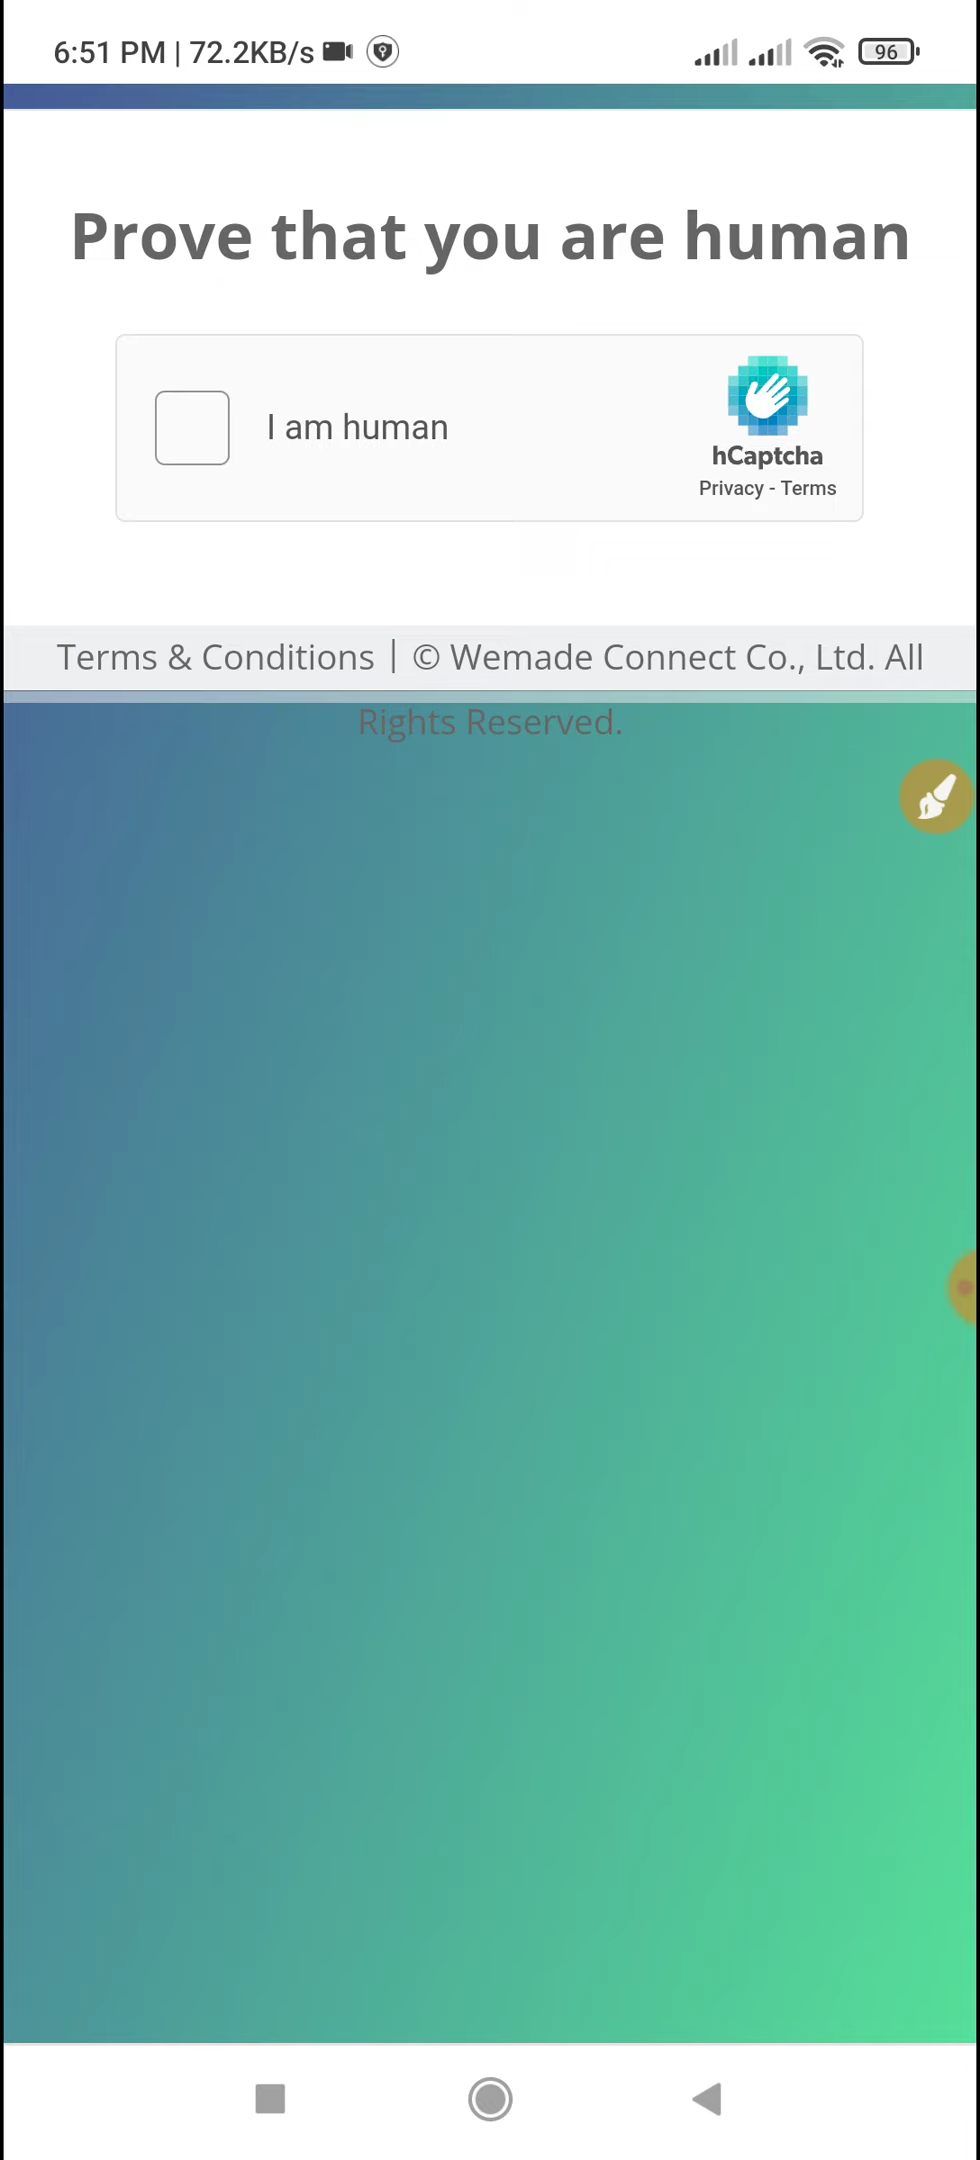 6:51 PM | 72.2KB/s 96
Prove that you are human
I am human
hCaptcha
Privacy - Terms
Terms & Conditions | © Wemade Connect Co., Ltd. All
Rights Reserved.